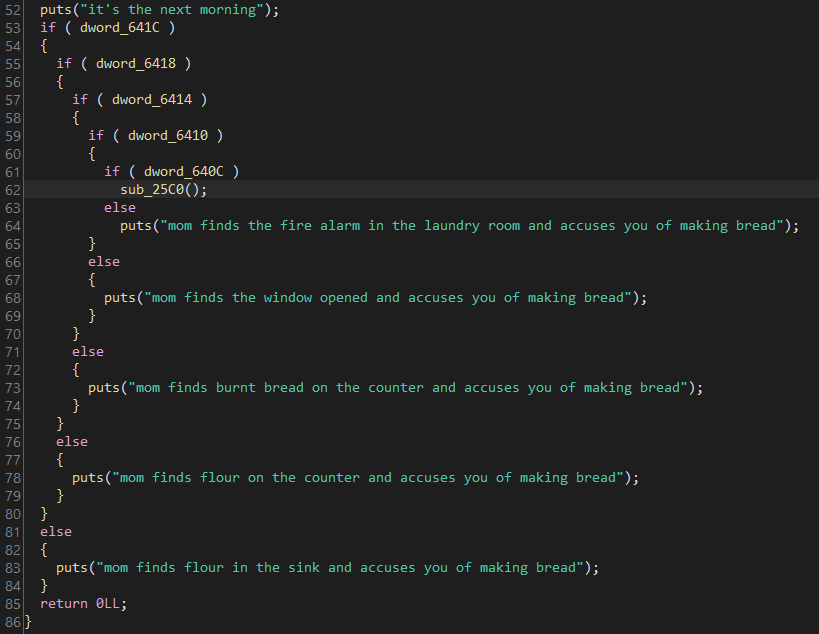 52   puts("it's the next morning");
53   if ( dword_641C )
54   {
55     if ( dword_6418 )
56     {
57       if ( dword_6414 )
58       {
59         if ( dword_6410 )
60         {
61           if ( dword_640C )
62             sub_25C0();
63           else
64             puts("mom finds the fire alarm in the laundry room and accuses you of making bread");
65         }
66         else
67         {
68           puts("mom finds the window opened and accuses you of making bread");
69         }
70       }
71       else
72       {
73         puts("mom finds burnt bread on the counter and accuses you of making bread");
74       }
75     }
76     else
77     {
78       puts("mom finds flour on the counter and accuses you of making bread");
79     }
80   }
81   else
82   {
83     puts("mom finds flour in the sink and accuses you of making bread");
84   }
85   return 0LL;
86 }